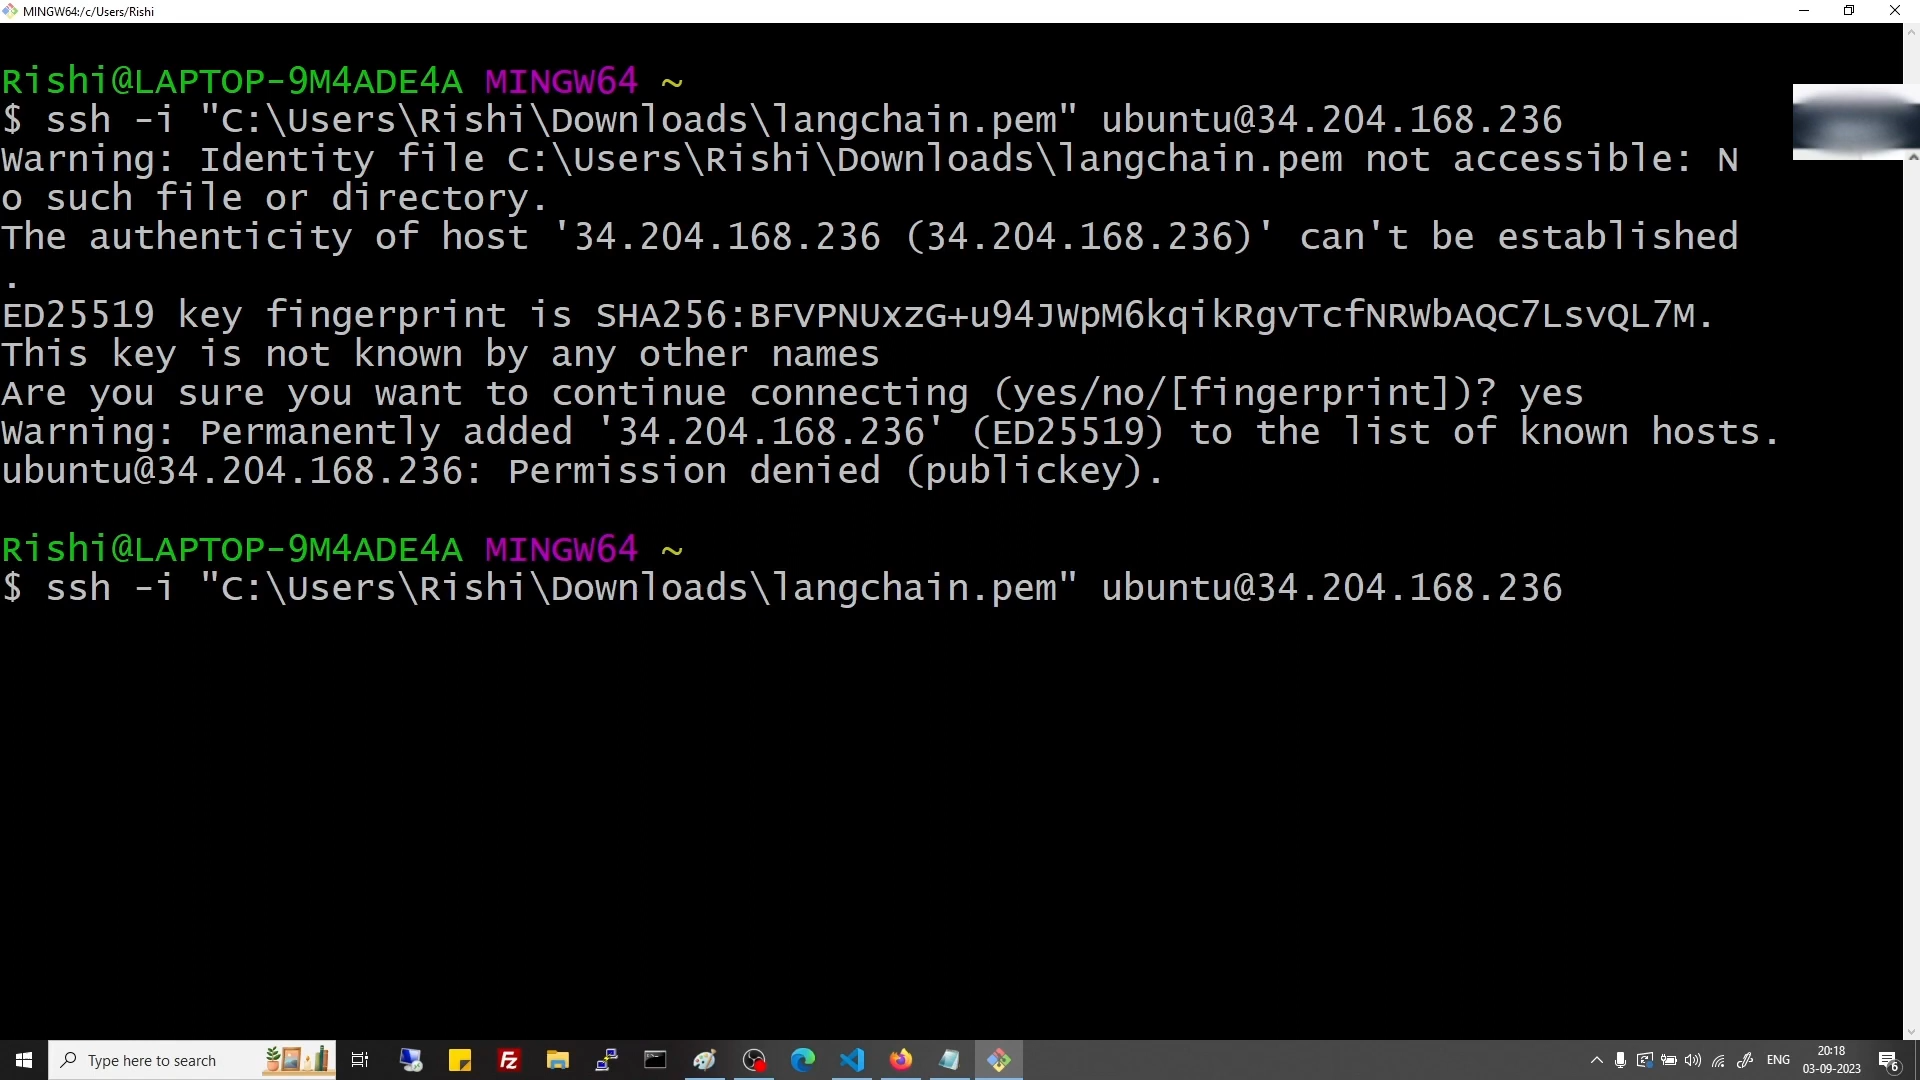 MINGW64:/c/Users/Rishi
Rishi@LAPTOP-9M4ADE4A MINGW64 ~
$ ssh -i "C:\Users\Rishi\Downloads\langchain.pem" ubuntu@34.204.168.236
Warning: Identity file C:\Users\Rishi\Downloads\langchain.pem not accessible: N
o such file or directory.
The authenticity of host '34.204.168.236 (34.204.168.236)' can't be established
.
ED25519 key fingerprint is SHA256:BFVPNUxzG+u94JWpM6kqikRgvTcfNRWbAQC7LsvQL7M.
This key is not known by any other names
Are you sure you want to continue connecting (yes/no/[fingerprint])? yes
Warning: Permanently added '34.204.168.236' (ED25519) to the list of known hosts.
ubuntu@34.204.168.236: Permission denied (publickey).
Rishi@LAPTOP-9M4ADE4A MINGW64 ~
$ ssh -i "C:\Users\Rishi\Downloads\langchain.pem" ubuntu@34.204.168.236
Type here to search
Fz
ENG
20:18
03-09-2023
6